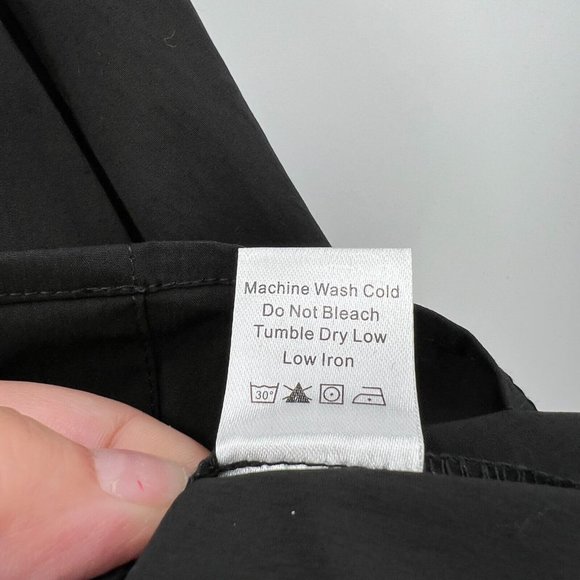 Machine Wash Cold
Do Not Bleach
Tumble Dry Low
Low Iron
30°